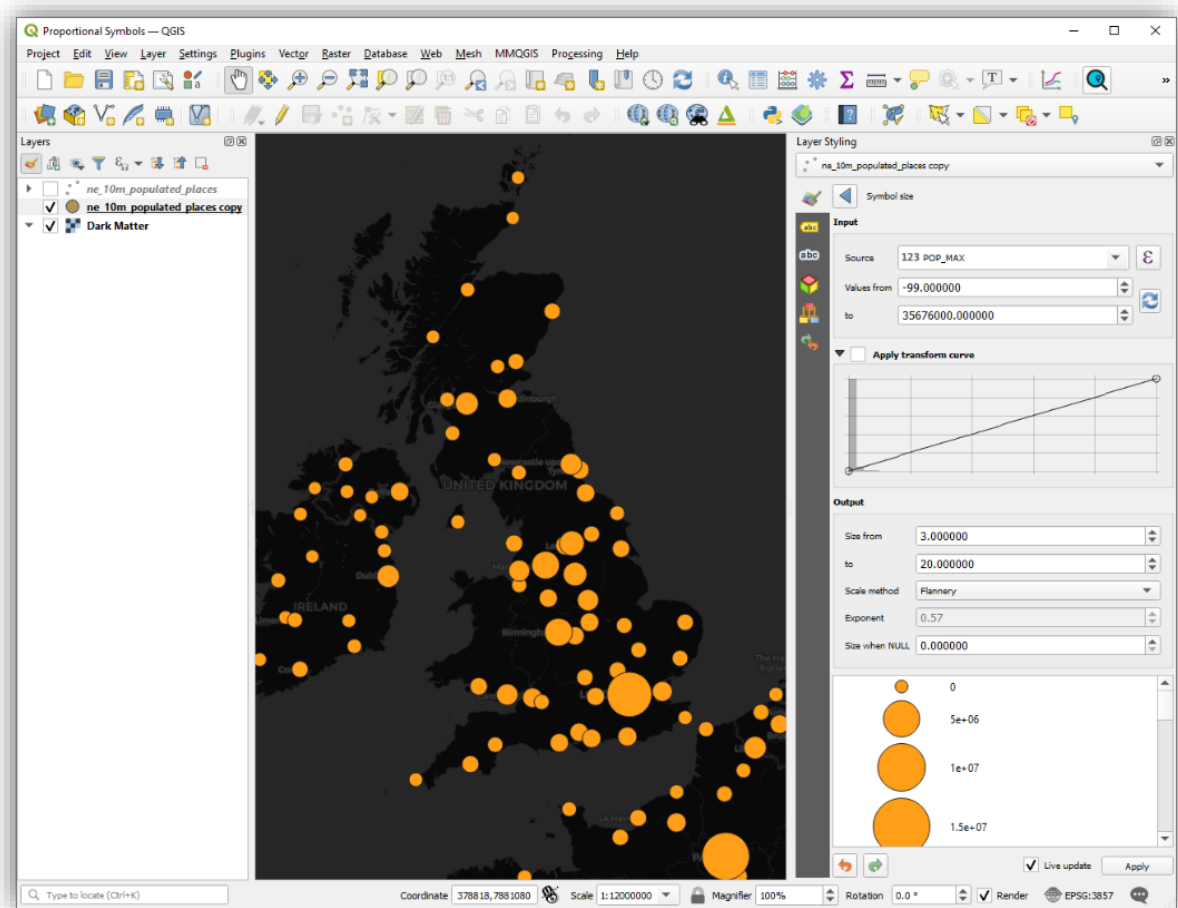 Proportional Symbols — QGIS
Project Edit View Layer Settings Plugins Vector Raster Database Web Mesh MMQGIS Processing Help
Layers
ne_10m_populated_places
ne_10m_populated_places copy
Dark Matter
Edinburgh
UNITED KINGDOM
IRELAND
Birmingham
Le Hav
Layer Styling
ne_10m_populated_places copy
Symbol size
Input
Source 123 POP_MAX
Values from -99.000000
to 35676000.000000
Apply transform curve
Output
Size from 3.000000
to 20.000000
Scale method Flannery
Exponent 0.57
Size when NULL 0.000000
0
5e+06
1e+07
1.5e+07
Live update Apply
Type to locate (Ctrl+K) Coordinate 378818,7881080 Scale 1:12000000 Magnifier 100% Rotation 0.0 ° Render EPSG:3857